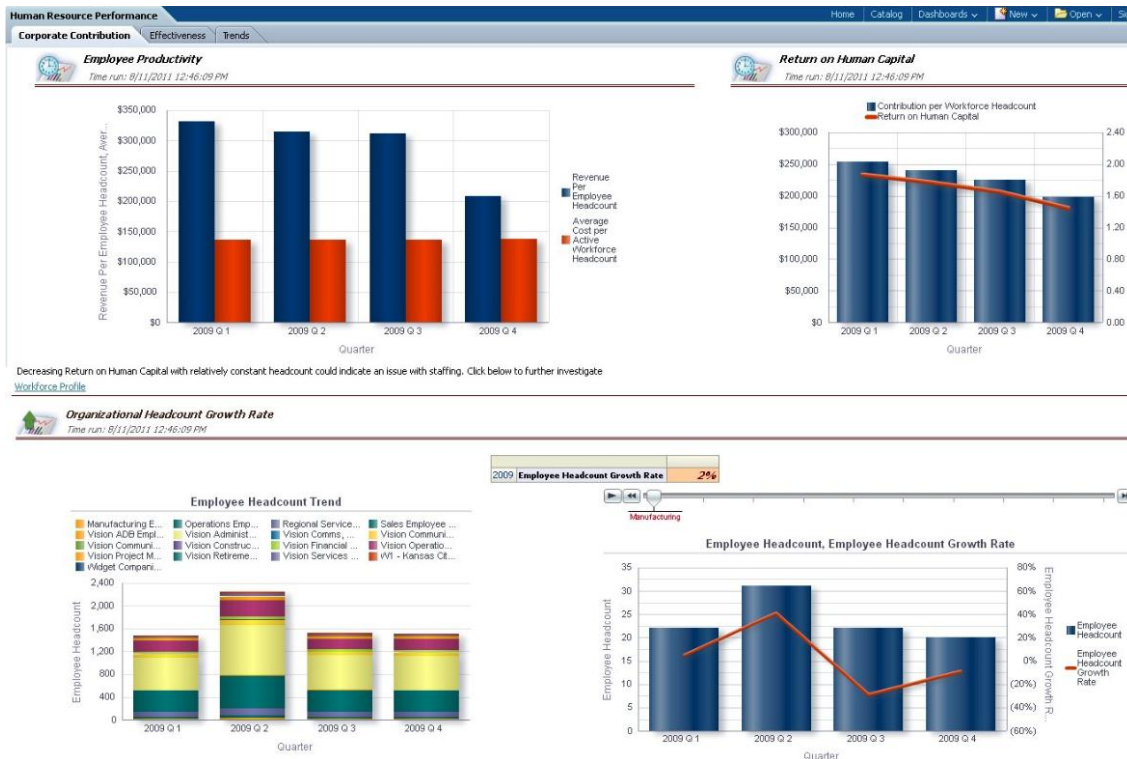 Human Resource Performance
Home Catalog Dashboards New Open
Corporate Contribution Effectiveness Trends
Employee Productivity
Time run: 8/11/2011 12:46:09 PM
Return on Human Capital
Time run: 8/11/2011 12:46:09 PM
Revenue Per Employee Headcount, Aver...
$350,000
$300,000
$250,000
$200,000
$150,000
$100,000
$50,000
$0
2009 Q 1 2009 Q 2 2009 Q 3 2009 Q 4
Quarter
Revenue
Per
Employee
Headcount
Average
Cost per
Active
Workforce
Headcount
Contribution per Workforce Headcount
Return on Human Capital
$300,000
$250,000
$200,000
$150,000
$100,000
$50,000
$0
2.40
2.00
1.60
1.20
0.80
0.40
0.00
2009 Q 1 2009 Q 2 2009 Q 3 2009 Q 4
Quarter
Decreasing Return on Human Capital with relatively constant headcount could indicate an issue with staffing. Click below to further investigate
Workforce Profile
Organizational Headcount Growth Rate
Time run: 8/11/2011 12:46:09 PM
2009 Employee Headcount Growth Rate 2%
Employee Headcount Trend
Manufacturing E... Operations Emp... Regional Service... Sales Employee ...
Vision ADB Empl... Vision Administ... Vision Comms, ... Vision Communi...
Vision Communi... Vision Construc... Vision Financial ... Vision Operatio...
Vision Project M... Vision Retireme... Vision Services ... W1 - Kansas Cit...
Widget Compani...
Employee Headcount
2,400
2,000
1,600
1,200
800
400
0
2009 Q 1 2009 Q 2 2009 Q 3 2009 Q 4
Quarter
Manufacturing
Employee Headcount, Employee Headcount Growth Rate
Employee Headcount
35
30
25
20
15
10
5
0
80%
60%
40%
20%
0%
(20%)
(40%)
(60%)
Employee Headcount Growth R...
2009 Q 1 2009 Q 2 2009 Q 3 2009 Q 4
Quarter
Employee
Headcount
Employee
Headcount
Growth
Rate